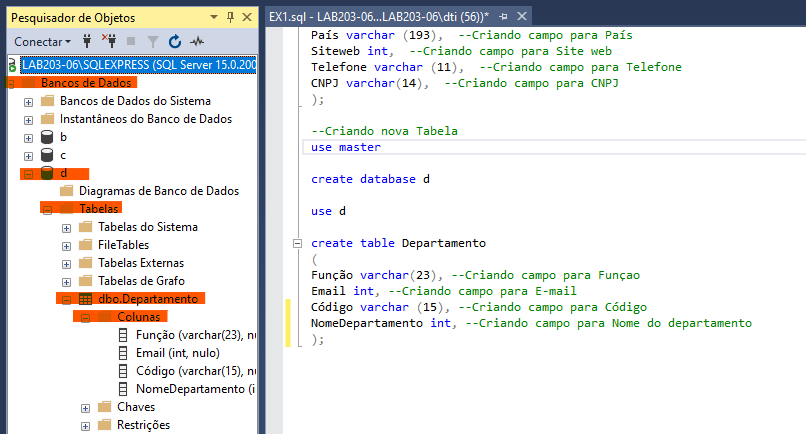 Pesquisador de Objetos
Conectar
LAB203-06\SQLEXPRESS (SQL Server 15.0.200
Bancos de Dados
Bancos de Dados do Sistema
Instantâneos do Banco de Dados
b
c
d
Diagramas de Banco de Dados
Tabelas
Tabelas do Sistema
FileTables
Tabelas Externas
Tabelas de Grafo
dbo.Departamento
Colunas
Função (varchar(23), nu
Email (int, nulo)
Código (varchar(15), nu
NomeDepartamento (i
Chaves
Restrições
EX1.sql - LAB203-06...LAB203-06\dti (56))*
País varchar (193),  --Criando campo para País
Siteweb int,  --Criando campo para Site web
Telefone varchar (11),  --Criando campo para Telefone
CNPJ varchar(14),  --Criando campo para CNPJ
);
--Criando nova Tabela
use master
create database d
use d
create table Departamento
(
Função varchar(23), --Criando campo para Funçao
Email int, --Criando campo para E-mail
Código varchar (15), --Criando campo para Código
NomeDepartamento int, --Criando campo para Nome do departamento
);